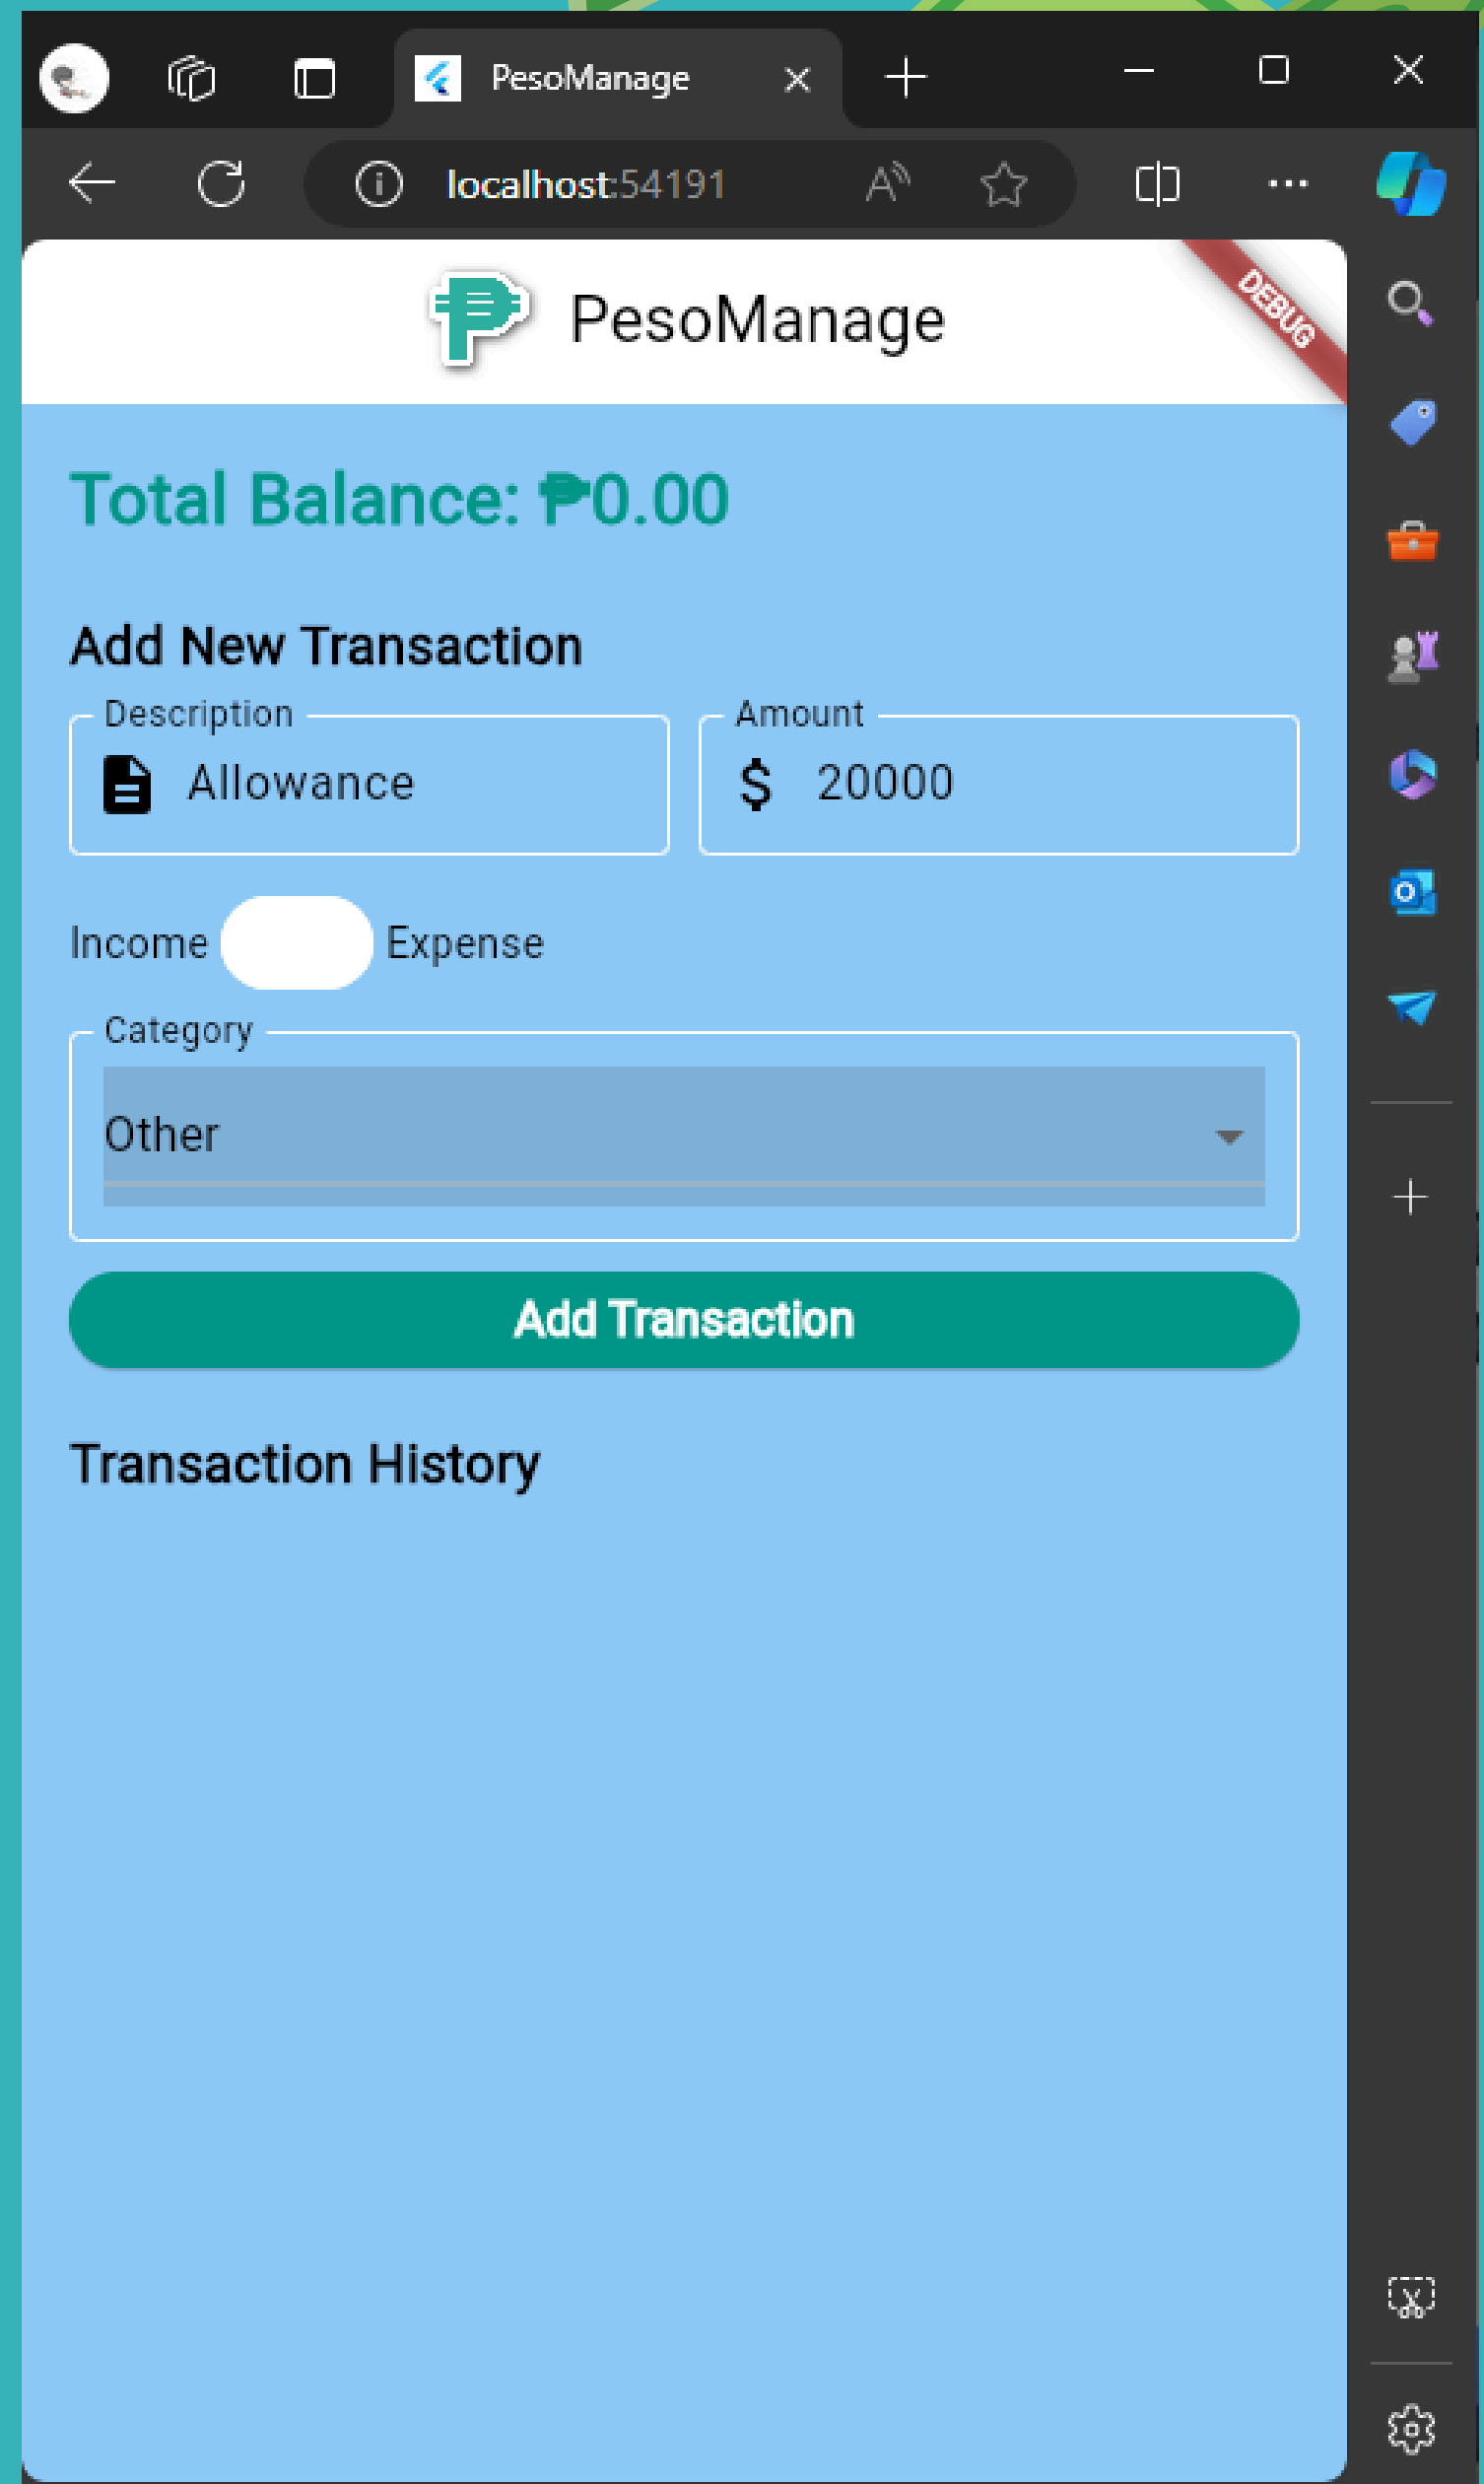 PesoManage
localhost:54191
PesoManage
DEBUG
Total Balance: ₱0.00
Add New Transaction
Description
Amount
Allowance
$ 20000
Income Expense
Category
Other
Add Transaction
Transaction History